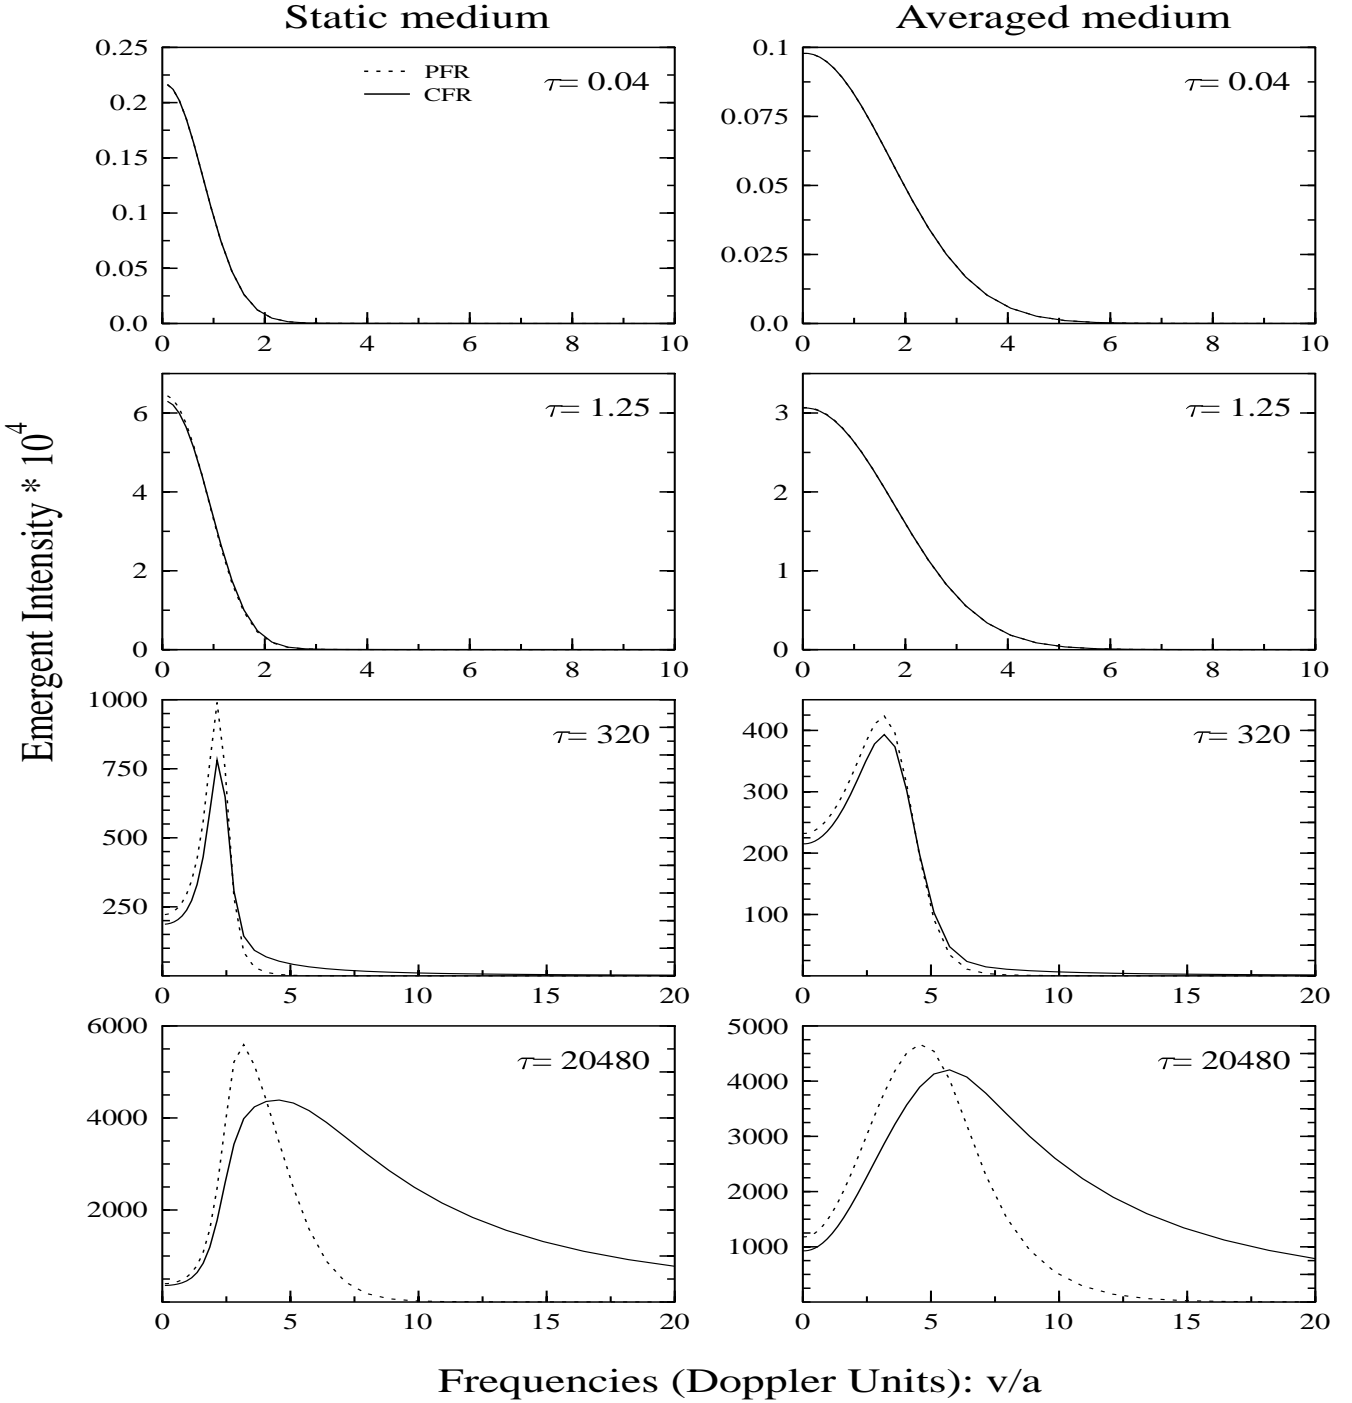 Static medium
Averaged medium
0.25
0.2
0.15
0.1
0.05
0.0
PFR
CFR
τ= 0.04
0 2 4 6 8 10
0.1
0.075
0.05
0.025
0.0
τ= 0.04
0 2 4 6 8 10
6
4
2
0
τ= 1.25
0 2 4 6 8 10
3
2
1
0
τ= 1.25
0 2 4 6 8 10
Emergent Intensity * 10^4
1000
750
500
250
τ= 320
0 5 10 15 20
400
300
200
100
τ= 320
0 5 10 15 20
6000
4000
2000
τ= 20480
0 5 10 15 20
5000
4000
3000
2000
1000
τ= 20480
0 5 10 15 20
Frequencies (Doppler Units): v/a